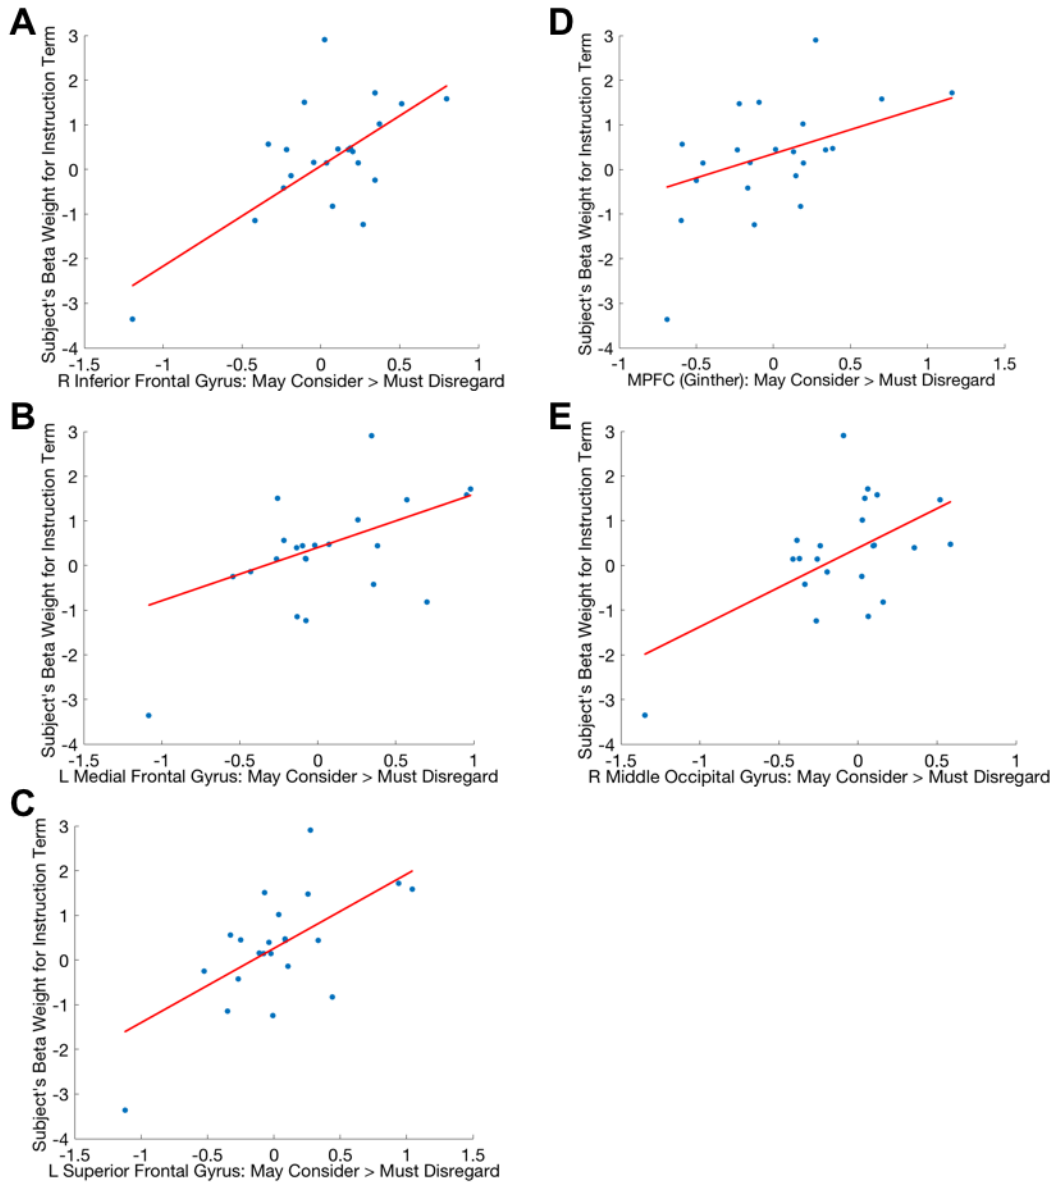 A
Subject's Beta Weight for Instruction Term
3
2
1
0
-1
-2
-3
-4
-1.5 -1 -0.5 0 0.5 1
R Inferior Frontal Gyrus: May Consider > Must Disregard
D
Subject's Beta Weight for Instruction Term
3
2
1
0
-1
-2
-3
-4
-1 -0.5 0 0.5 1 1.5
MPFC (Ginther): May Consider > Must Disregard
B
Subject's Beta Weight for Instruction Term
3
2
1
0
-1
-2
-3
-4
-1.5 -1 -0.5 0 0.5 1
L Medial Frontal Gyrus: May Consider > Must Disregard
E
Subject's Beta Weight for Instruction Term
3
2
1
0
-1
-2
-3
-4
-1.5 -1 -0.5 0 0.5 1
R Middle Occipital Gyrus: May Consider > Must Disregard
C
Subject's Beta Weight for Instruction Term
3
2
1
0
-1
-2
-3
-4
-1.5 -1 -0.5 0 0.5 1 1.5
L Superior Frontal Gyrus: May Consider > Must Disregard